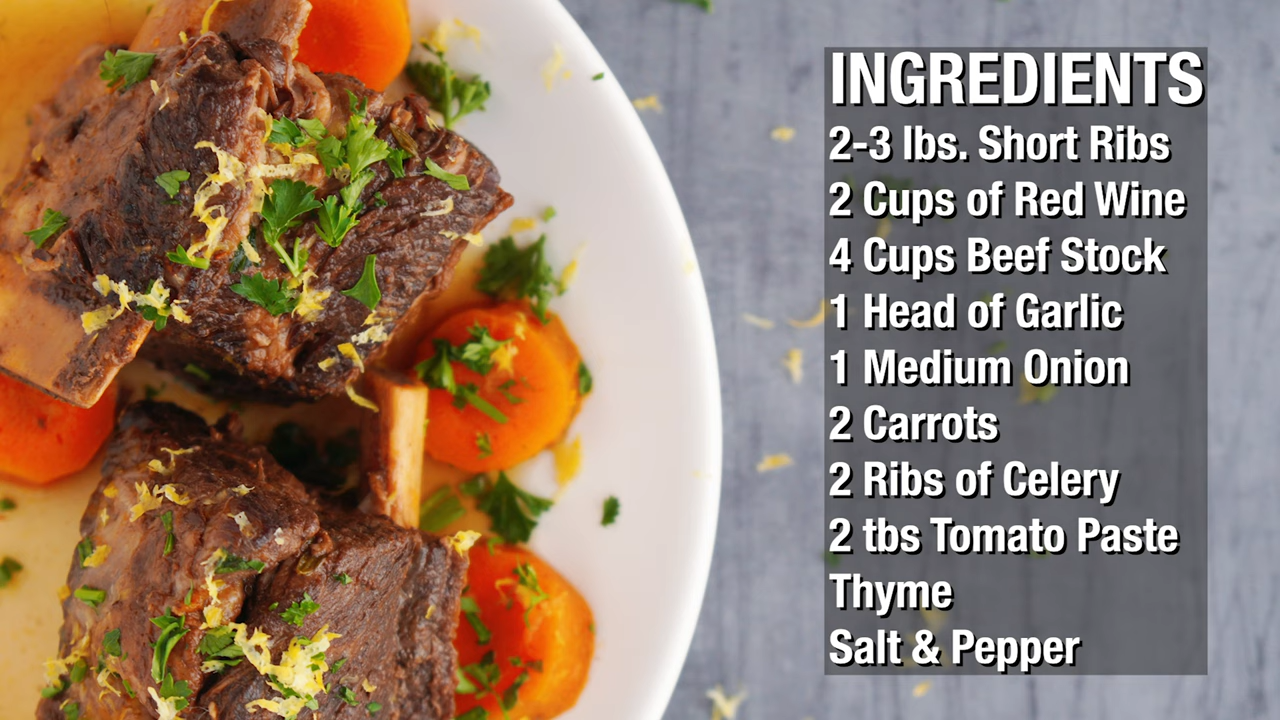 INGREDIENTS
2-3 lbs. Short Ribs
2 Cups of Red Wine
4 Cups Beef Stock
1 Head of Garlic
1 Medium Onion
2 Carrots
2 Ribs of Celery
2 tbs Tomato Paste
Thyme
Salt & Pepper